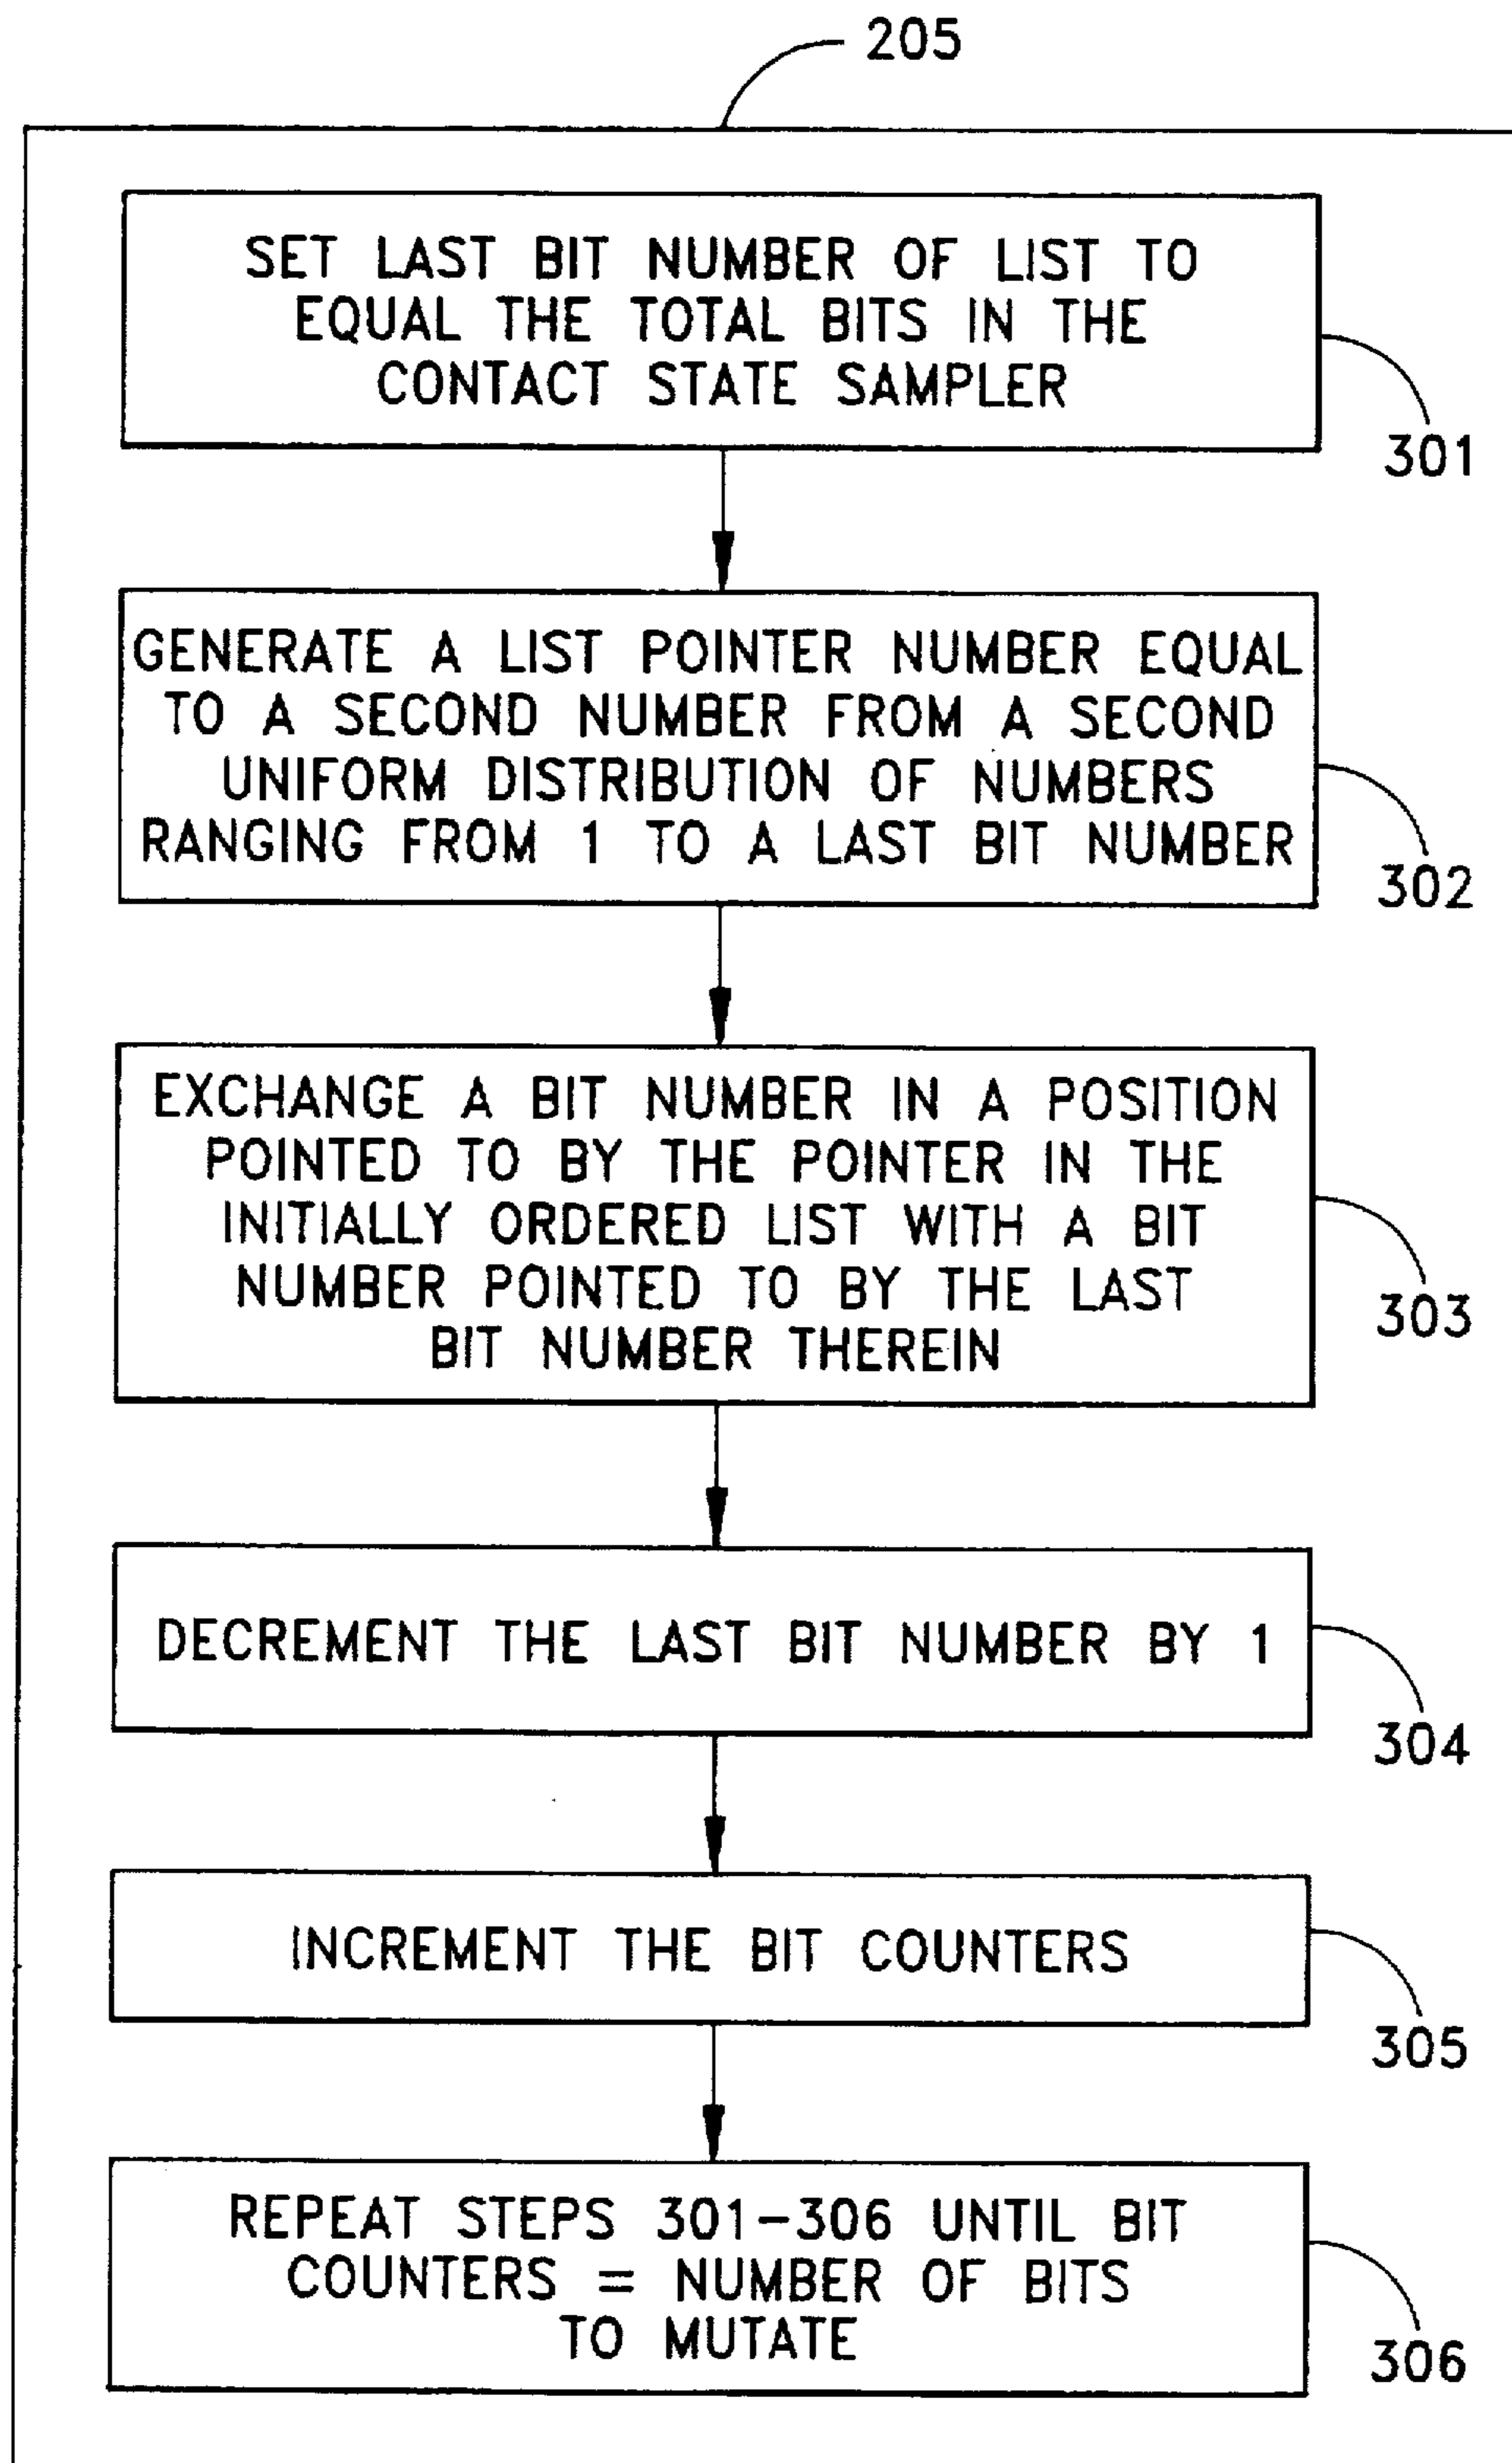 205
SET LAST BIT NUMBER OF LIST TO
EQUAL THE TOTAL BITS IN THE
CONTACT STATE SAMPLER
301
GENERATE A LIST POINTER NUMBER EQUAL
TO A SECOND NUMBER FROM A SECOND
UNIFORM DISTRIBUTION OF NUMBERS
RANGING FROM 1 TO A LAST BIT NUMBER
302
EXCHANGE A BIT NUMBER IN A POSITION
POINTED TO BY THE POINTER IN THE
INITIALLY ORDERED LIST WITH A BIT
NUMBER POINTED TO BY THE LAST
BIT NUMBER THEREIN
303
DECREMENT THE LAST BIT NUMBER BY 1
304
INCREMENT THE BIT COUNTERS
305
REPEAT STEPS 301-306 UNTIL BIT
COUNTERS = NUMBER OF BITS
TO MUTATE
306